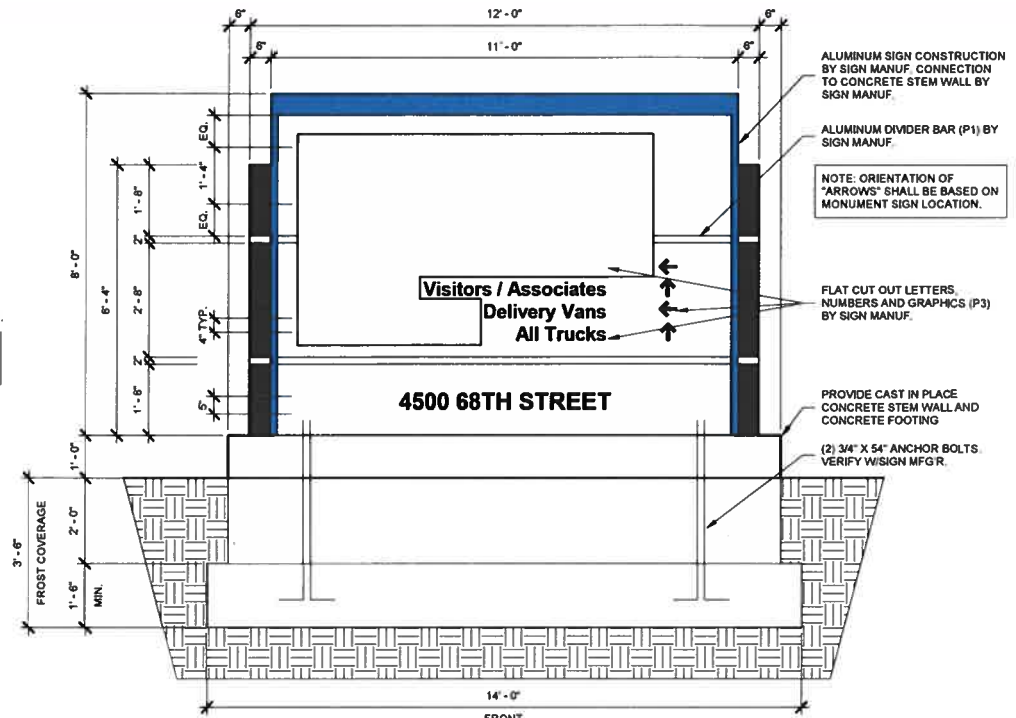 6" 12' - 0" 6"
6" 11' - 0" 6"
ALUMINUM SIGN CONSTRUCTION
BY SIGN MANUF. CONNECTION
TO CONCRETE STEM WALL BY
SIGN MANUF.
ALUMINUM DIVIDER BAR (P1) BY
SIGN MANUF.
NOTE: ORIENTATION OF
"ARROWS" SHALL BE BASED ON
MONUMENT SIGN LOCATION.
EQ.
1' - 4"
EQ.
1' - 8"
2"
8' - 0"
6' - 4"
2' - 8"
4" TYP.
2"
1' - 8"
5"
Visitors / Associates
Delivery Vans
All Trucks
FLAT CUT OUT LETTERS,
NUMBERS AND GRAPHICS (P3)
BY SIGN MANUF.
4500 68TH STREET
PROVIDE CAST IN PLACE
CONCRETE STEM WALL AND
CONCRETE FOOTING
(2) 3/4" X 54" ANCHOR BOLTS.
VERIFY W/SIGN MFG'R.
1' - 0"
3' - 6"
FROST COVERAGE
2' - 0"
1' - 6"
MIN.
14' - 0"
FRONT